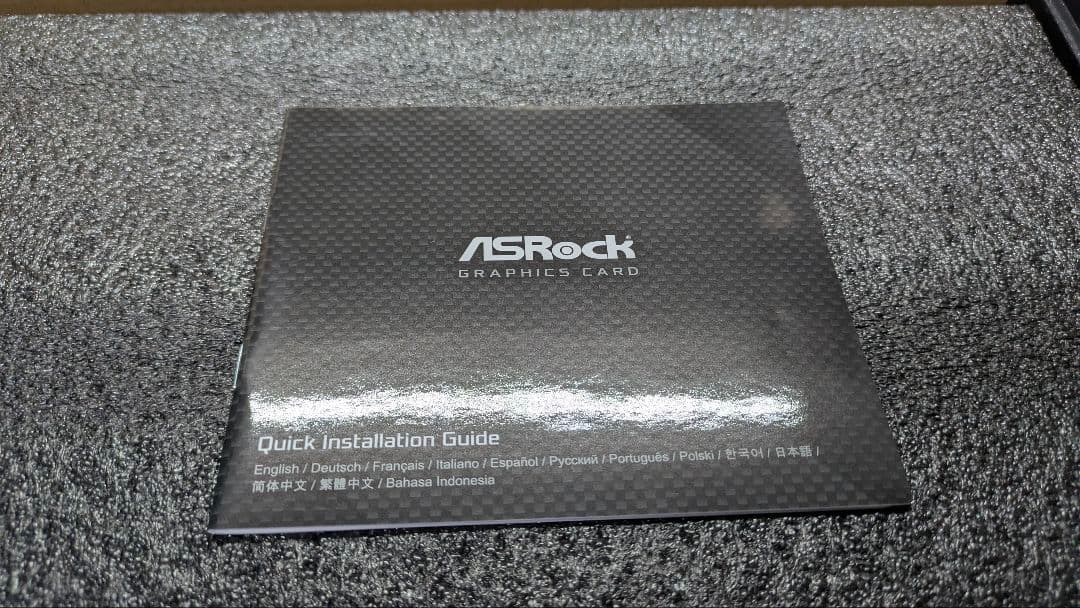 ASRock
GRAPHICS CARD
Quick Installation Guide
English / Deutsch / Français / Italiano / Español / Русский / Português / Polski / 한국어 / 日本語 /
简体中文 / 繁體中文 / Bahasa Indonesia